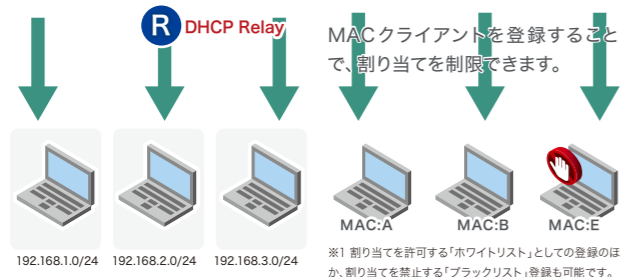 R DHCP Relay
MACクライアントを登録すること
で、割り当てを制限できます。
192.168.1.0/24 192.168.2.0/24 192.168.3.0/24
MAC:A MAC:B MAC:E
※1 割り当てを許可する「ホワイトリスト」としての登録のほ
か、割り当てを禁止する「ブラックリスト」登録も可能です。